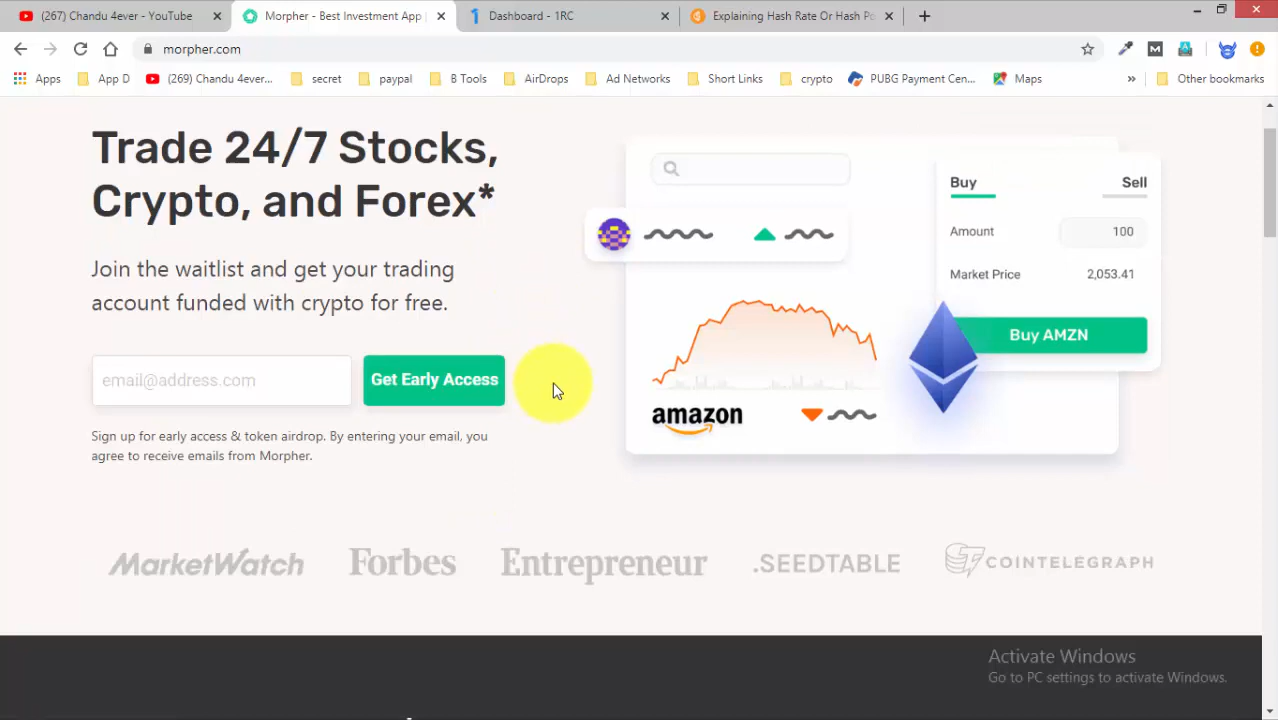 (267) Chandu 4ever - YouTube
Morpher - Best Investment App
Dashboard - 1RC
Explaining Hash Rate Or Hash Po
morpher.com
Apps
App D
(269) Chandu 4ever...
secret
paypal
B Tools
AirDrops
Ad Networks
Short Links
crypto
PUBG Payment Cen...
Maps
Other bookmarks
Trade 24/7 Stocks,
Crypto, and Forex*
Join the waitlist and get your trading
account funded with crypto for free.
email@address.com
Get Early Access
Sign up for early access & token airdrop. By entering your email, you
agree to receive emails from Morpher.
Buy
Sell
Amount
100
Market Price
2,053.41
Buy AMZN
amazon
MarketWatch
Forbes
Entrepreneur
.SEEDTABLE
COINTELEGRAPH
Activate Windows
Go to PC settings to activate Windows.